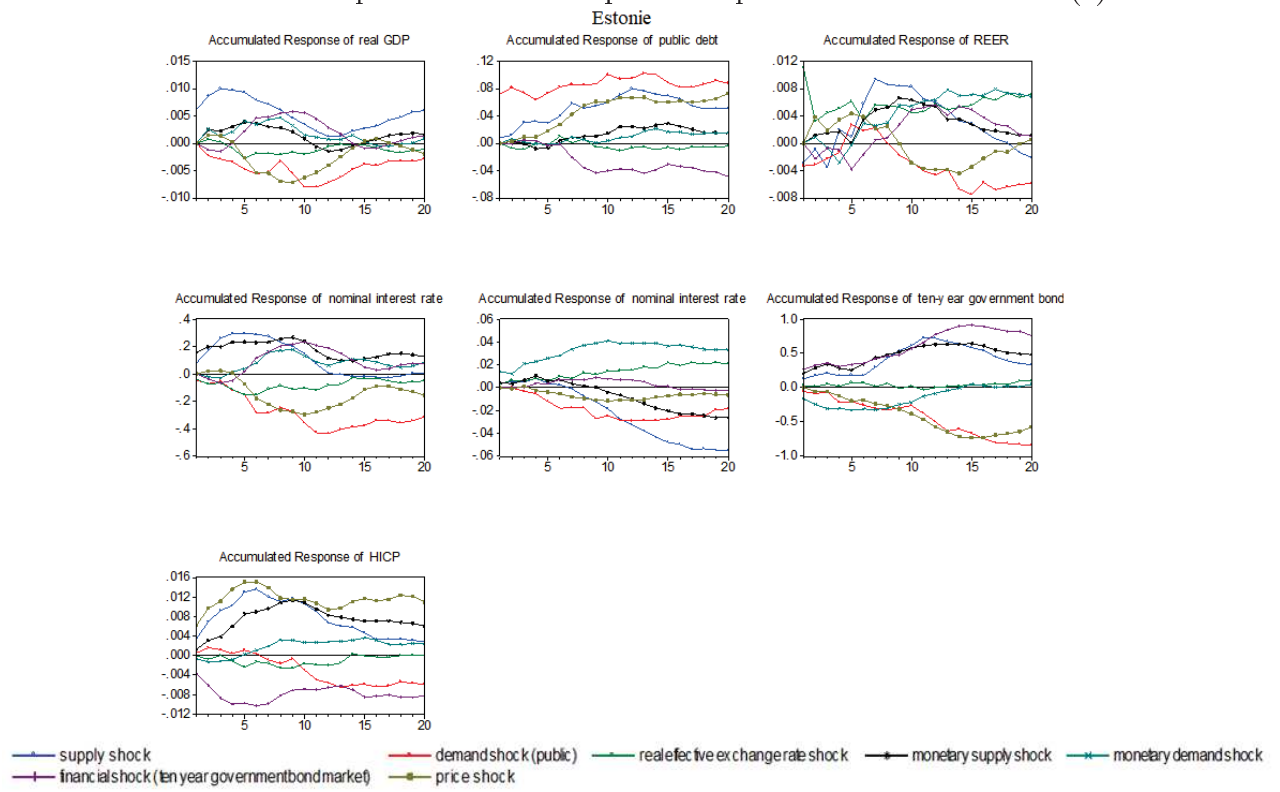 Estonie
Accumulated Response of real GDP Accumulated Response of public debt Accumulated Response of REER
.015 .12 .012
.010 .08 .008
.005 .04 .004
.000 .00 .000
-.005 -.04 -.004
-.010 -.08 -.008
5 10 15 20 5 10 15 20 5 10 15 20
Accumulated Response of nominal interest rate Accumulated Response of nominal interest rate Accumulated Response of ten-y ear government bond
.4 .06 1.0
.2 .04 0.5
.0 .02 0.0
-.2 .00 -0.5
-.4 -.02 -1.0
-.6 -.04
-.06
5 10 15 20 5 10 15 20 5 10 15 20
Accumulated Response of HICP
.016
.012
.008
.004
.000
-.004
-.008
-.012
5 10 15 20
supply shock demand shock (public) real efective exchange rate shock monetary supply shock monetary demand shock
financial shock (ten year government bond market) price shock